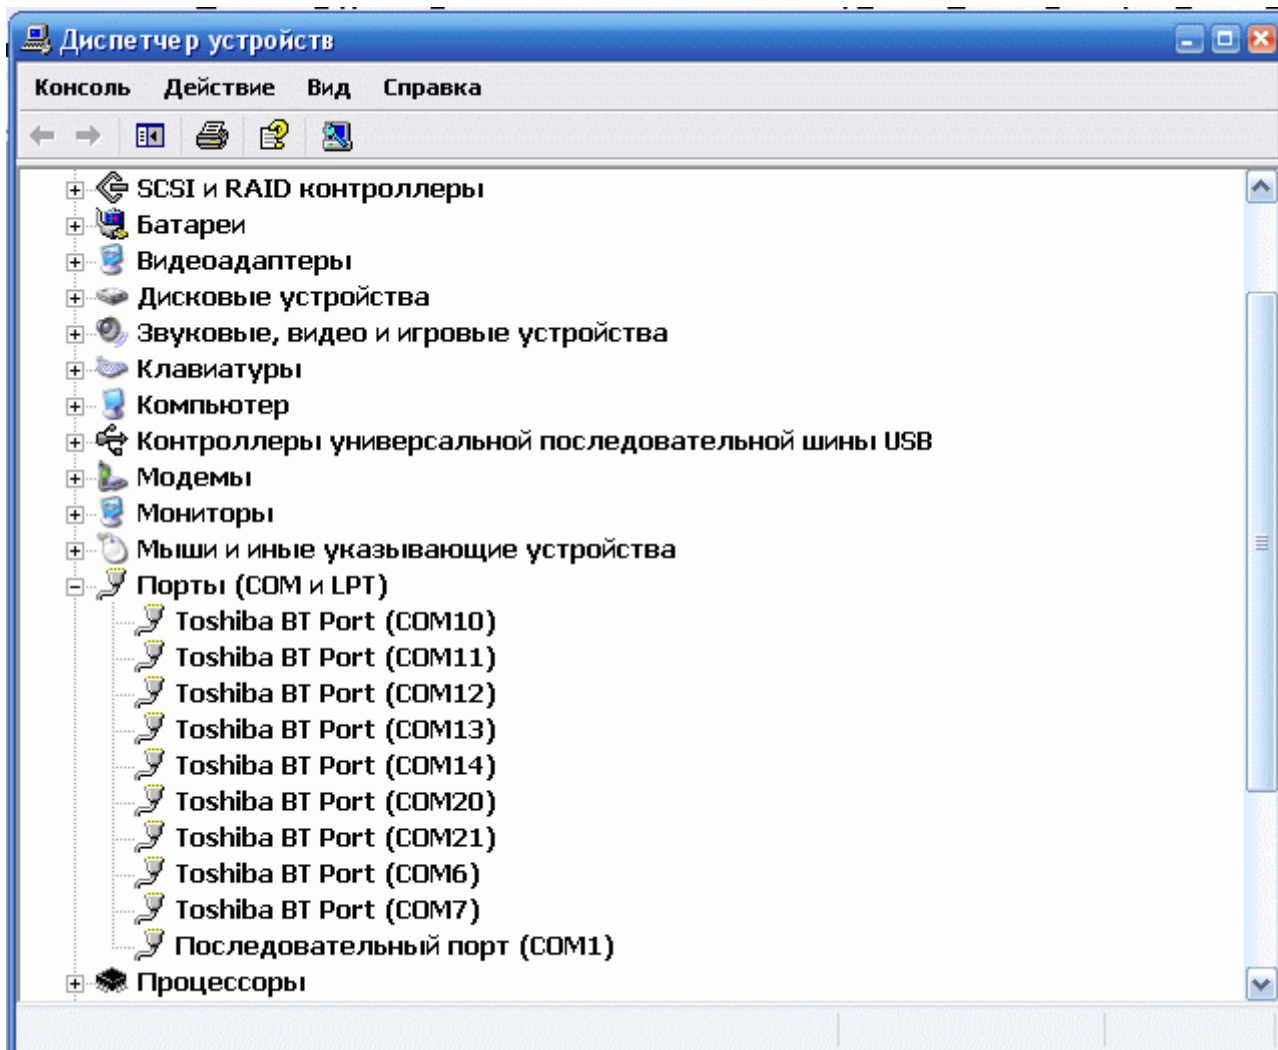 Диспетчер устройств
Консоль Действие Вид Справка
SCSI и RAID контроллеры
Батареи
Видеоадаптеры
Дисковые устройства
Звуковые, видео и игровые устройства
Клавиатуры
Компьютер
Контроллеры универсальной последовательной шины USB
Модемы
Мониторы
Мыши и иные указывающие устройства
Порты (COM и LPT)
Toshiba BT Port (COM10)
Toshiba BT Port (COM11)
Toshiba BT Port (COM12)
Toshiba BT Port (COM13)
Toshiba BT Port (COM14)
Toshiba BT Port (COM20)
Toshiba BT Port (COM21)
Toshiba BT Port (COM6)
Toshiba BT Port (COM7)
Последовательный порт (COM1)
Процессоры